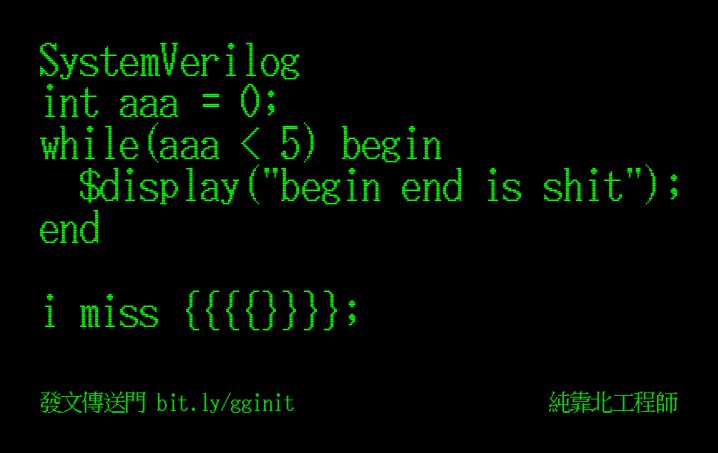 SystemVerilog
int aaa = 0;
while(aaa < 5) begin
  $display("begin end is shit");
end

i miss {{{{}}}};

發文傳送門 bit.ly/gginit 純靠北工程師